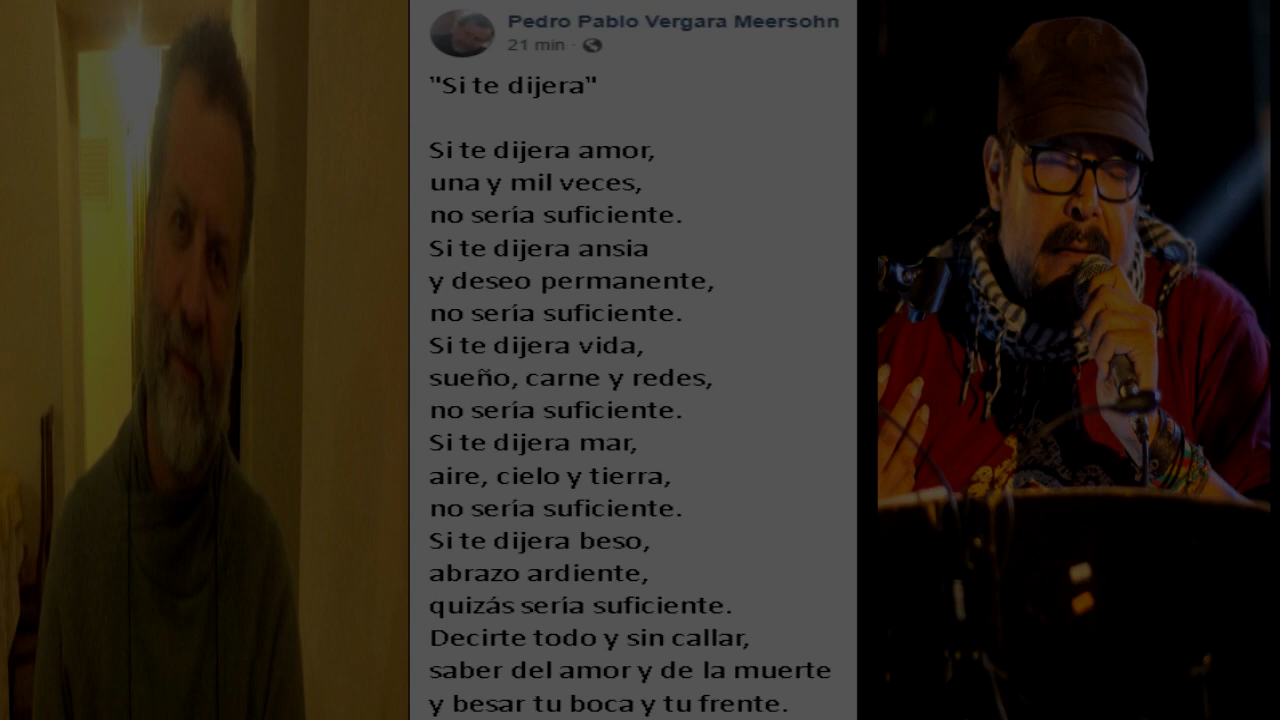 Pedro Pablo Vergara Meersohn
21 min ·
"Si te dijera"
Si te dijera amor,
una y mil veces,
no sería suficiente.
Si te dijera ansia
y deseo permanente,
no sería suficiente.
Si te dijera vida,
sueño, carne y redes,
no sería suficiente.
Si te dijera mar,
aire, cielo y tierra,
no sería suficiente.
Si te dijera beso,
abrazo ardiente,
quizás sería suficiente.
Decirte todo y sin callar,
saber del amor y de la muerte
y besar tu boca y tu frente.